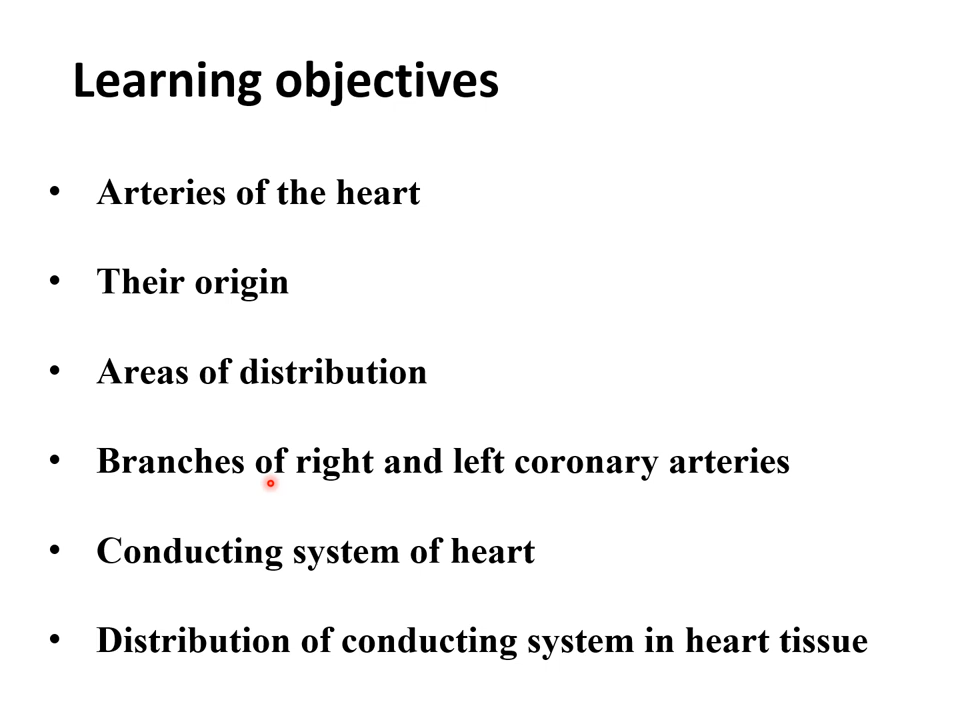 Learning objectives
• Arteries of the heart
• Their origin
• Areas of distribution
• Branches of right and left coronary arteries
• Conducting system of heart
• Distribution of conducting system in heart tissue